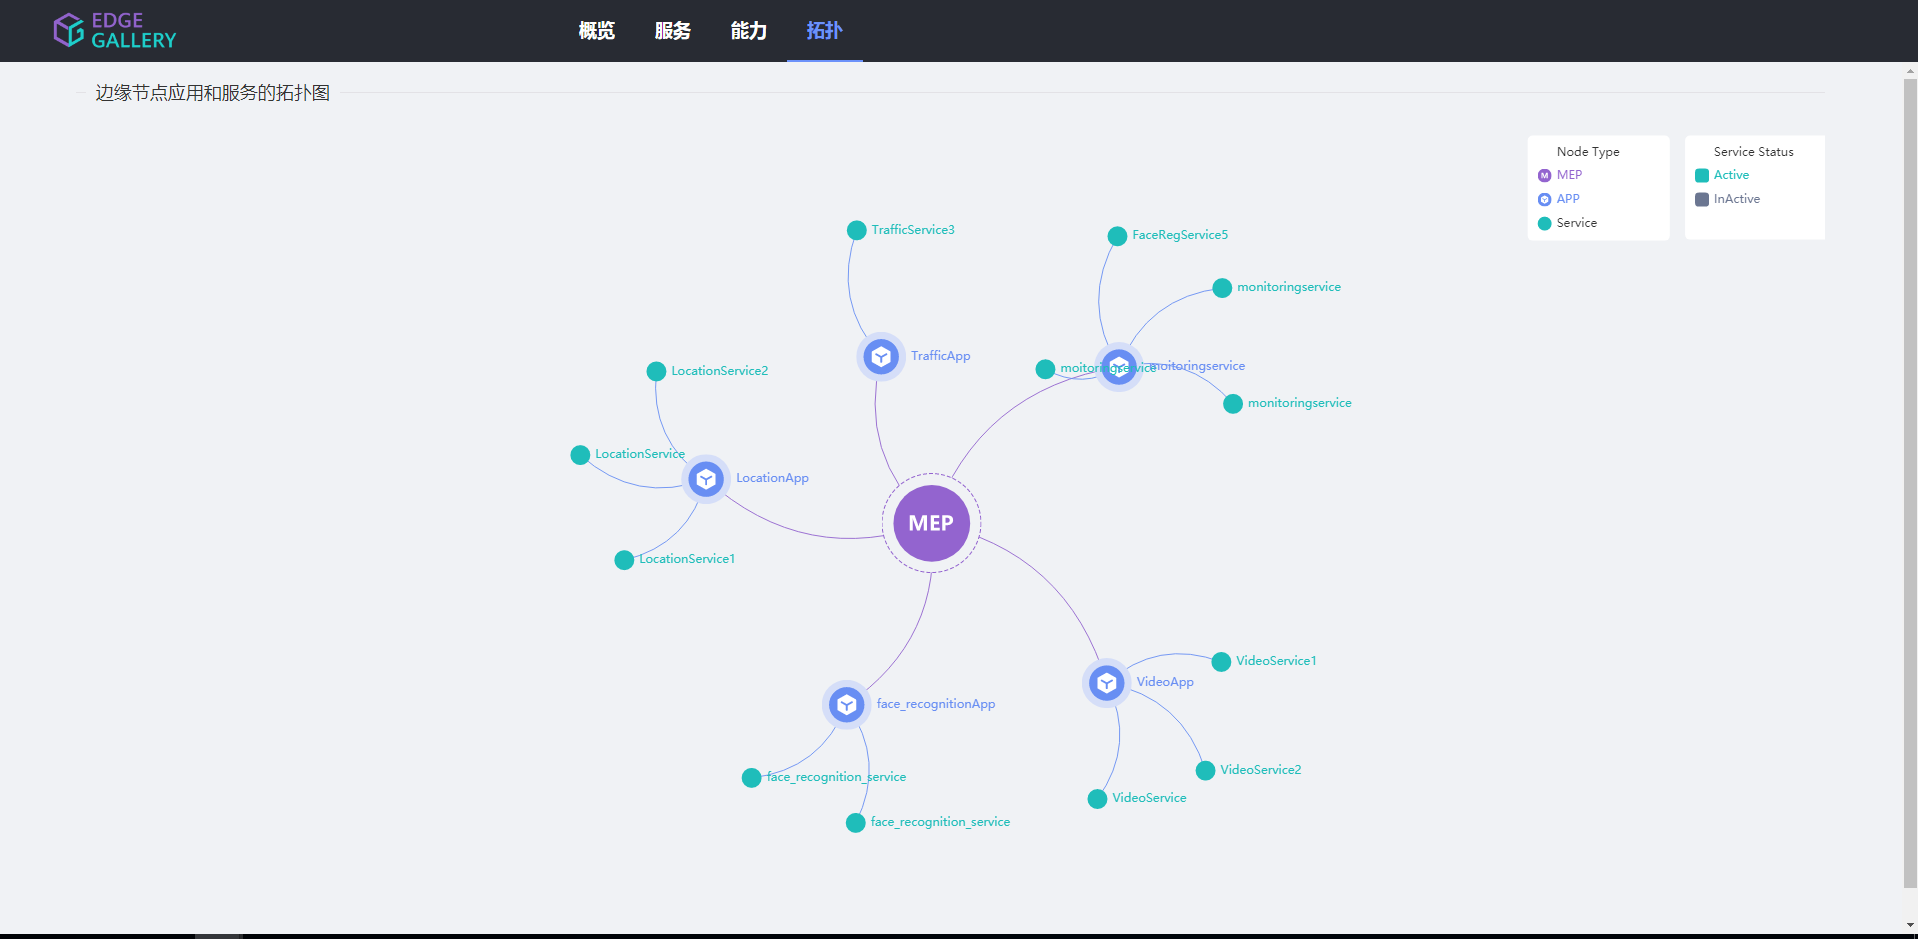 EDGE
GALLERY
概览 服务 能力 拓扑
边缘节点应用和服务的拓扑图
Node Type
M MEP
APP
Service
Service Status
Active
InActive
TrafficService3
FaceRegService5
monitoringservice
TrafficApp
moitoringservice
monitoringservice
LocationService2
monitoringservice
LocationService
LocationApp
MEP
LocationService1
VideoService1
VideoApp
face_recognitionApp
VideoService2
face_recognition_service
VideoService
face_recognition_service